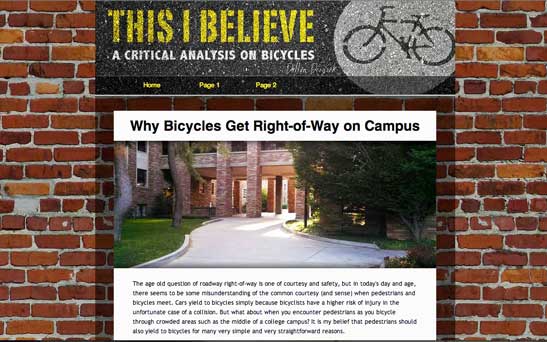 THIS I BELIEVE
A CRITICAL ANALYSIS ON BICYCLES
Home Page 1 Page 2
Why Bicycles Get Right-of-Way on Campus
The age old question of roadway right-of-way is one of courtesy and safety, but in today's day and age,
there seems to be some misunderstanding of the common courtesy (and sense) when pedestrians and
bicycles meet. Cars yield to bicycles simply because bicyclists have a higher risk of injury in the
unfortunate case of a collision. But what about when you encounter pedestrians as you bicycle
through crowded areas such as the middle of a college campus? It is my belief that pedestrians should
also yield to bicycles for many very simple and very straightforward reasons.